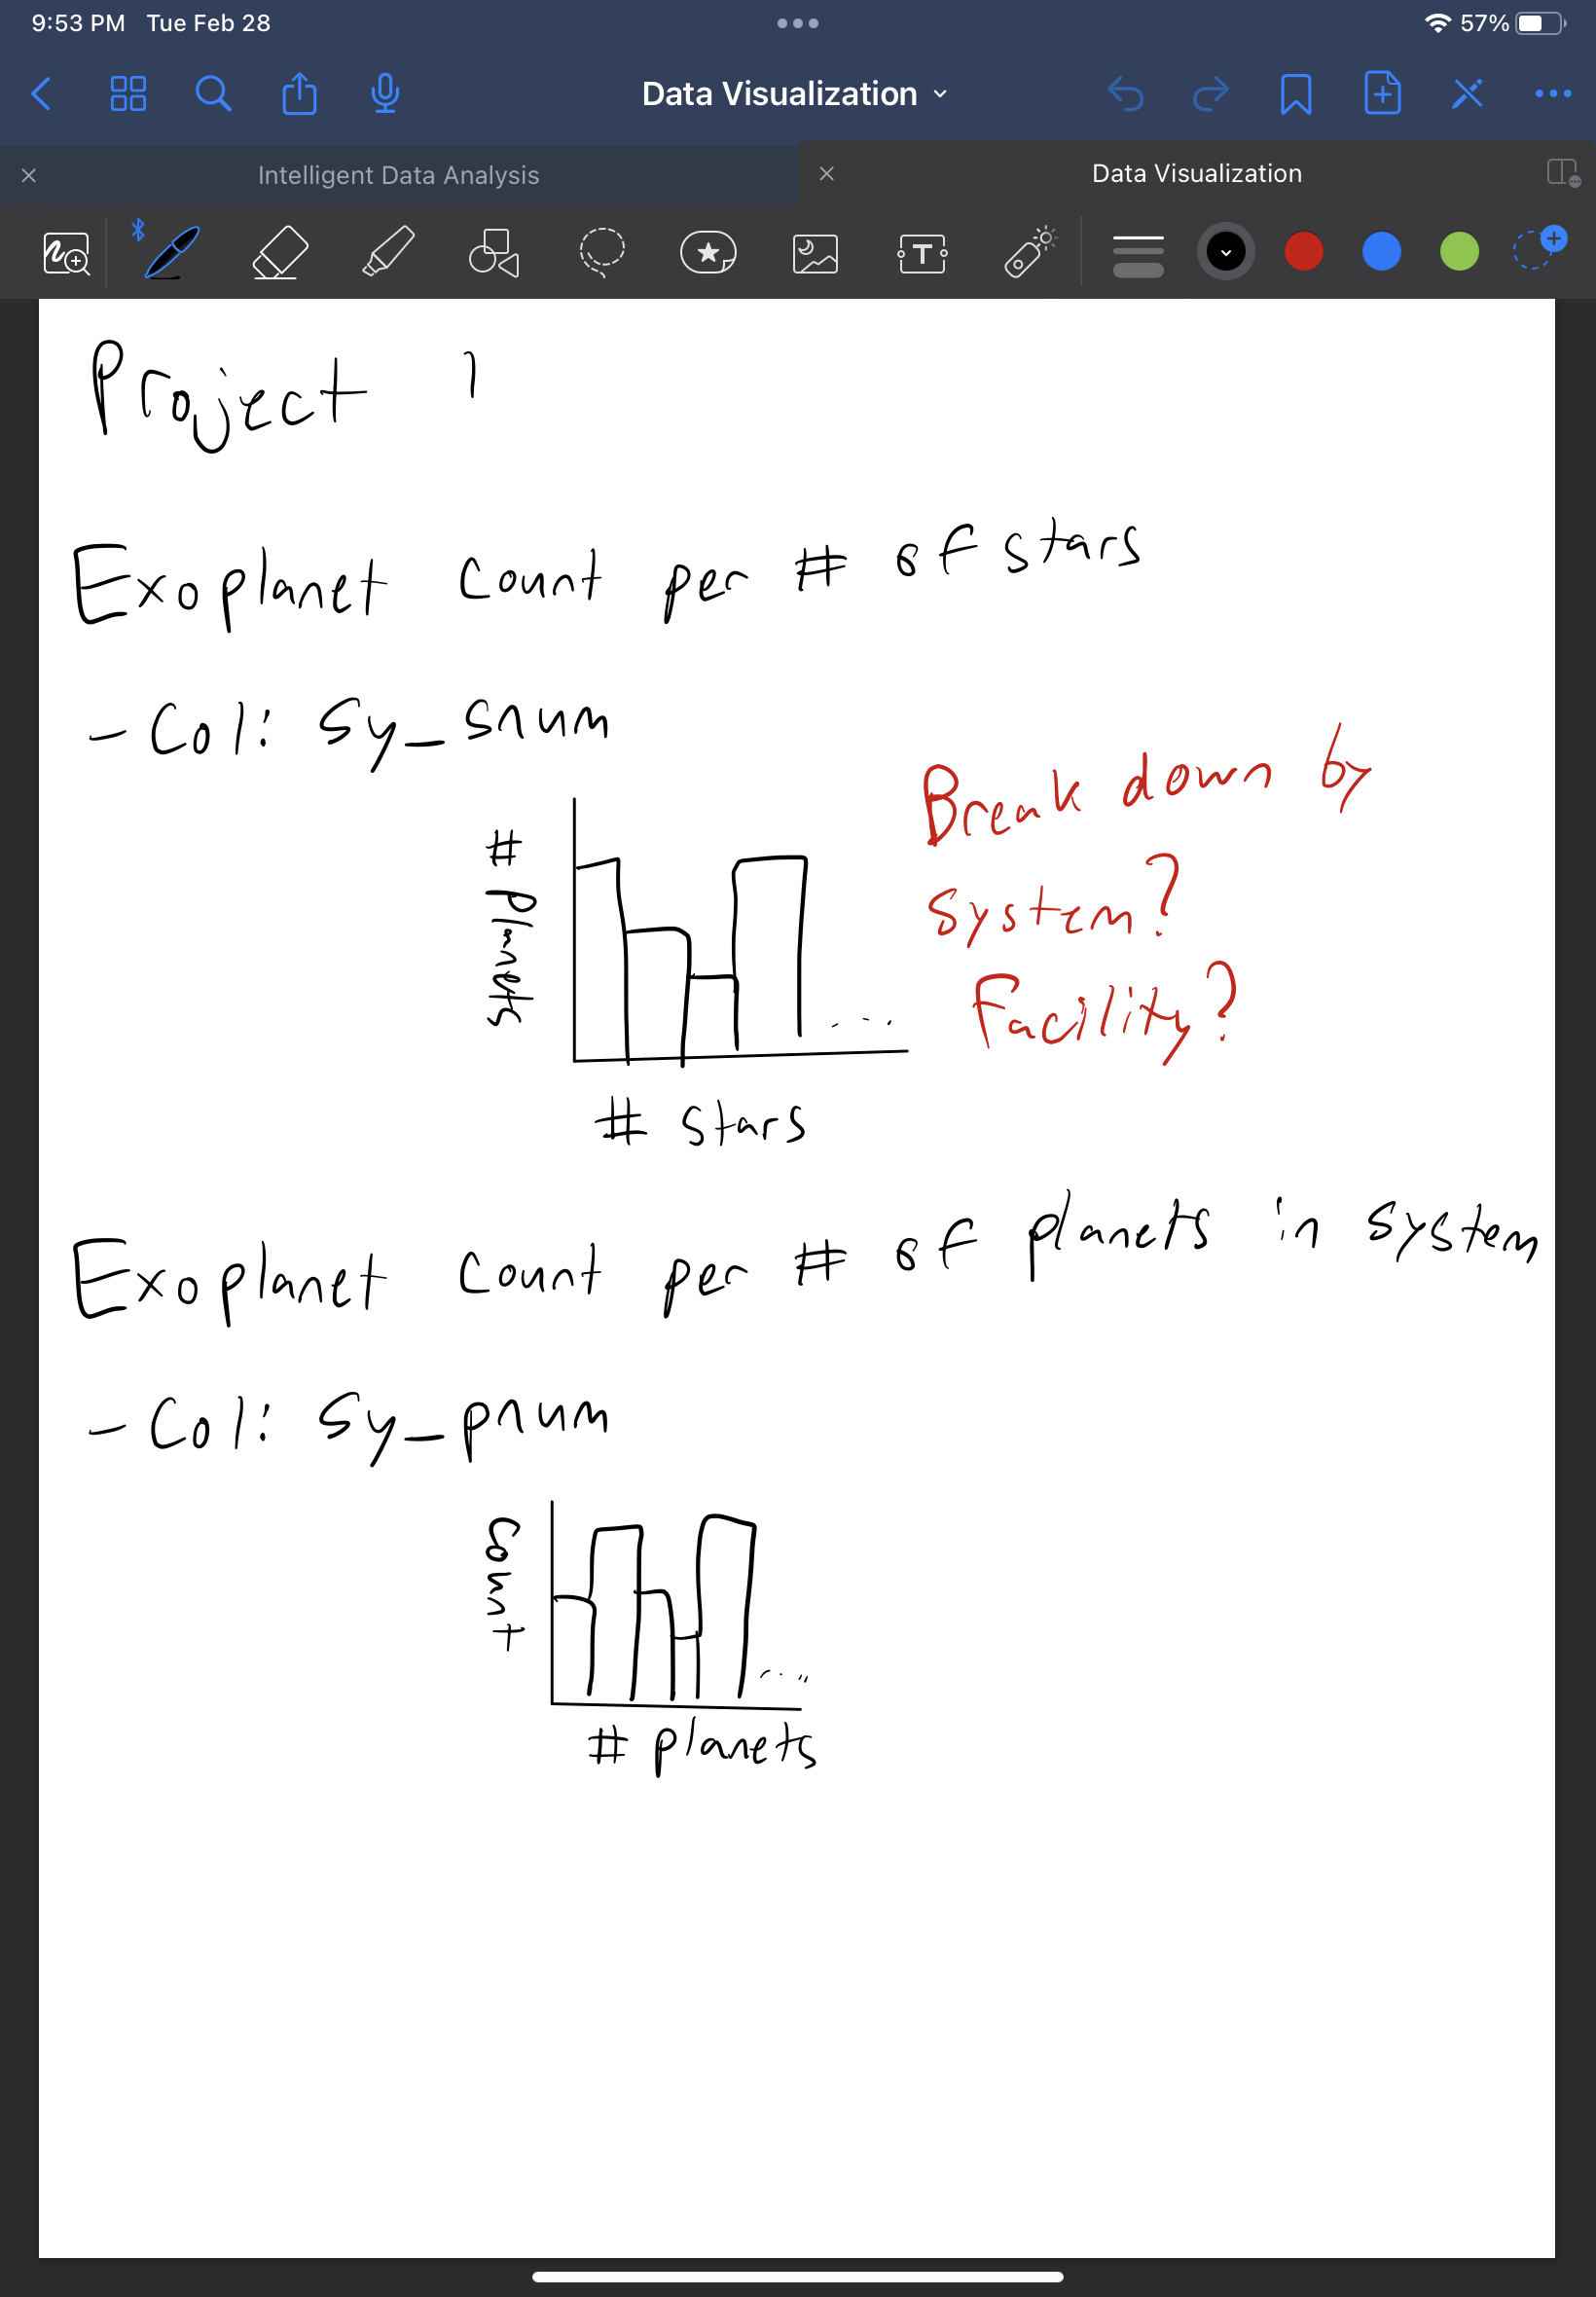 9:53 PM Tue Feb 28
57%
Data Visualization
Intelligent Data Analysis
Data Visualization
T
Project 1
Exoplanet count per # of stars
- Col: sy_snum
Break down by
system?
Facility?
# Planets
# stars
Exoplanet count per # of planets in system
- Col: sy_pnum
Count
# planets